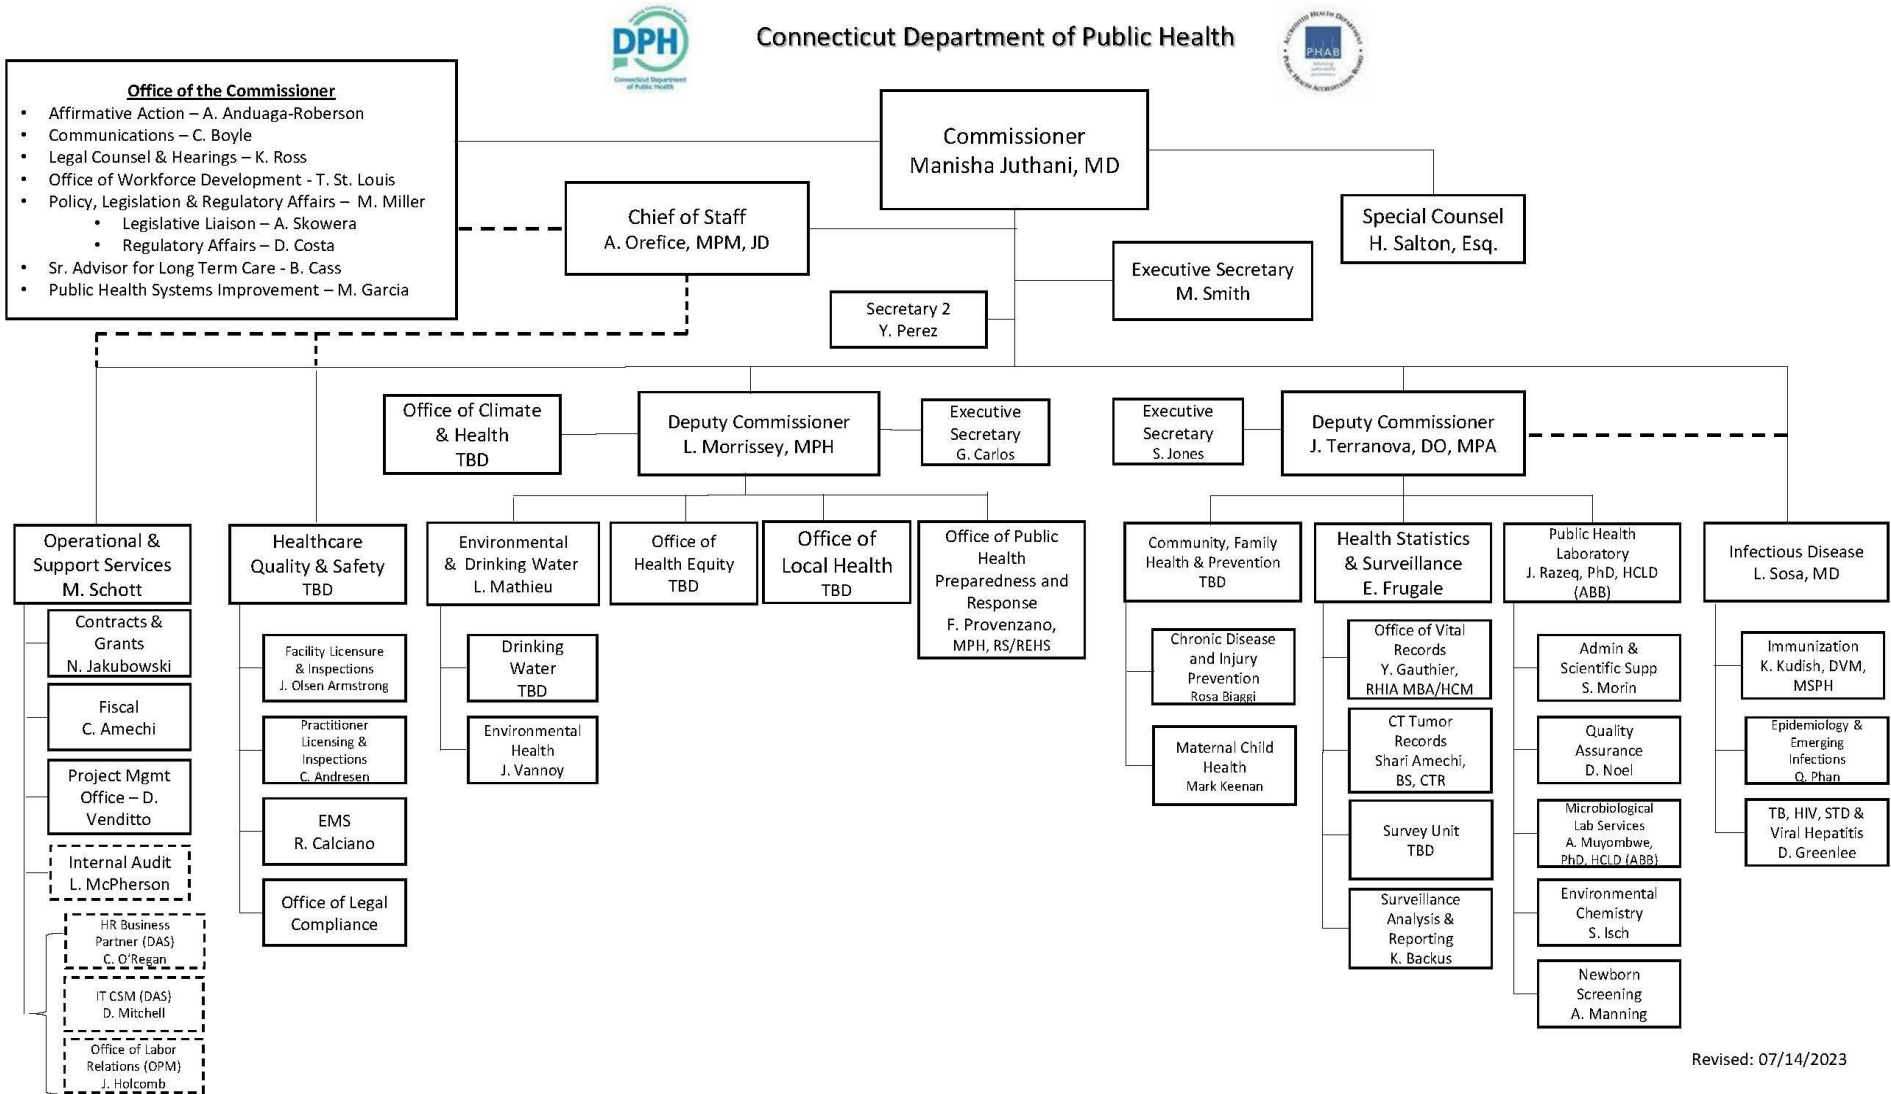 DPH
Connecticut Department
of Public Health
Connecticut Department of Public Health
PHAB
Office of the Commissioner
• Affirmative Action – A. Anduaga-Roberson
• Communications – C. Boyle
• Legal Counsel & Hearings – K. Ross
• Office of Workforce Development - T. St. Louis
• Policy, Legislation & Regulatory Affairs – M. Miller
• Legislative Liaison – A. Skowera
• Regulatory Affairs – D. Costa
• Sr. Advisor for Long Term Care - B. Cass
• Public Health Systems Improvement – M. Garcia
Commissioner
Manisha Juthani, MD
Chief of Staff
A. Orefice, MPM, JD
Special Counsel
H. Salton, Esq.
Executive Secretary
M. Smith
Secretary 2
Y. Perez
Office of Climate
& Health
TBD
Deputy Commissioner
L. Morrissey, MPH
Executive
Secretary
G. Carlos
Executive
Secretary
S. Jones
Deputy Commissioner
J. Terranova, DO, MPA
Operational &
Support Services
M. Schott
Healthcare
Quality & Safety
TBD
Environmental
& Drinking Water
L. Mathieu
Office of
Health Equity
TBD
Office of
Local Health
TBD
Office of Public
Health
Preparedness and
Response
F. Provenzano,
MPH, RS/REHS
Community, Family
Health & Prevention
TBD
Health Statistics
& Surveillance
E. Frugale
Public Health
Laboratory
J. Razeq, PhD, HCLD
(ABB)
Infectious Disease
L. Sosa, MD
Contracts &
Grants
N. Jakubowski
Fiscal
C. Amechi
Project Mgmt
Office – D.
Venditto
Internal Audit
L. McPherson
HR Business
Partner (DAS)
C. O'Regan
IT CSM (DAS)
D. Mitchell
Office of Labor
Relations (OPM)
J. Holcomb
Facility Licensure
& Inspections
J. Olsen Armstrong
Practitioner
Licensing &
Inspections
C. Andresen
EMS
R. Calciano
Office of Legal
Compliance
Drinking
Water
TBD
Environmental
Health
J. Vannoy
Chronic Disease
and Injury
Prevention
Rosa Biaggi
Maternal Child
Health
Mark Keenan
Office of Vital
Records
Y. Gauthier,
RHIA MBA/HCM
CT Tumor
Records
Shari Amechi,
BS, CTR
Survey Unit
TBD
Surveillance
Analysis &
Reporting
K. Backus
Admin &
Scientific Supp
S. Morin
Quality
Assurance
D. Noel
Microbiological
Lab Services
A. Muyombwe,
PhD, HCLD (ABB)
Environmental
Chemistry
S. Isch
Newborn
Screening
A. Manning
Immunization
K. Kudish, DVM,
MSPH
Epidemiology &
Emerging
Infections
Q. Phan
TB, HIV, STD &
Viral Hepatitis
D. Greenlee
Revised: 07/14/2023